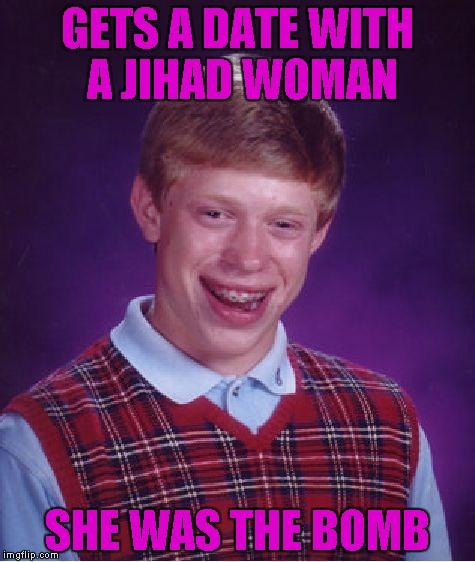 GETS A DATE WITH
A JIHAD WOMAN
SHE WAS THE BOMB
imgflip.com